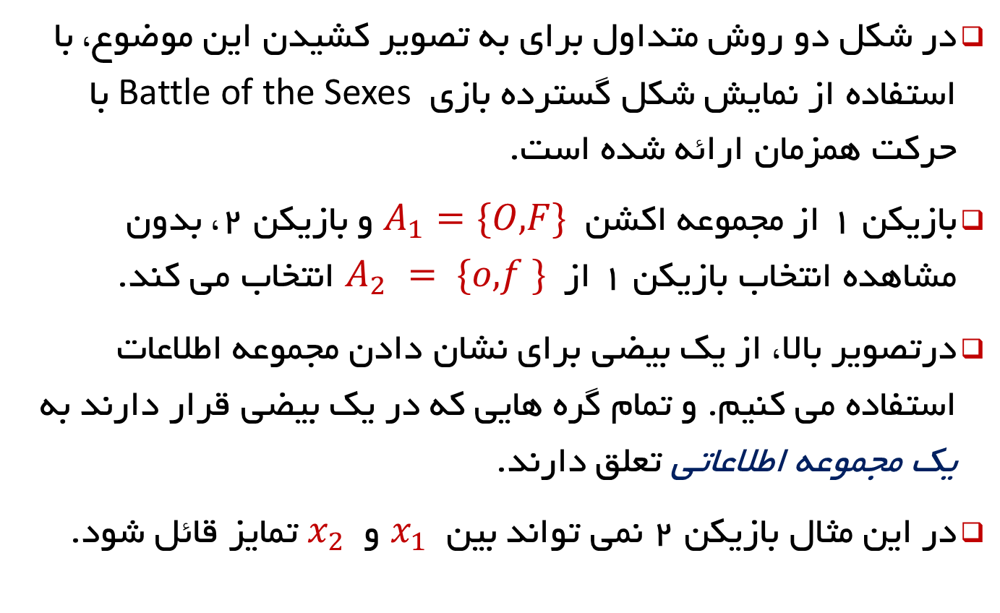 در شکل دو روش متداول برای به تصویر کشیدن این موضوع، با
استفاده از نمایش شکل گسترده بازی Battle of the Sexes با
حرکت همزمان ارائه شده است.
بازیکن ۱ از مجموعه اکشن A₁ = {O,F} و بازیکن ۲، بدون
مشاهده انتخاب بازیکن ۱ از A₂ = {o,f } انتخاب می کند.
درتصویر بالا، از یک بیضی برای نشان دادن مجموعه اطلاعات
استفاده می کنیم. و تمام گره هایی که در یک بیضی قرار دارند به
یک مجموعه اطلاعاتی تعلق دارند.
در این مثال بازیکن ۲ نمی تواند بین x₁ و x₂ تمایز قائل شود.